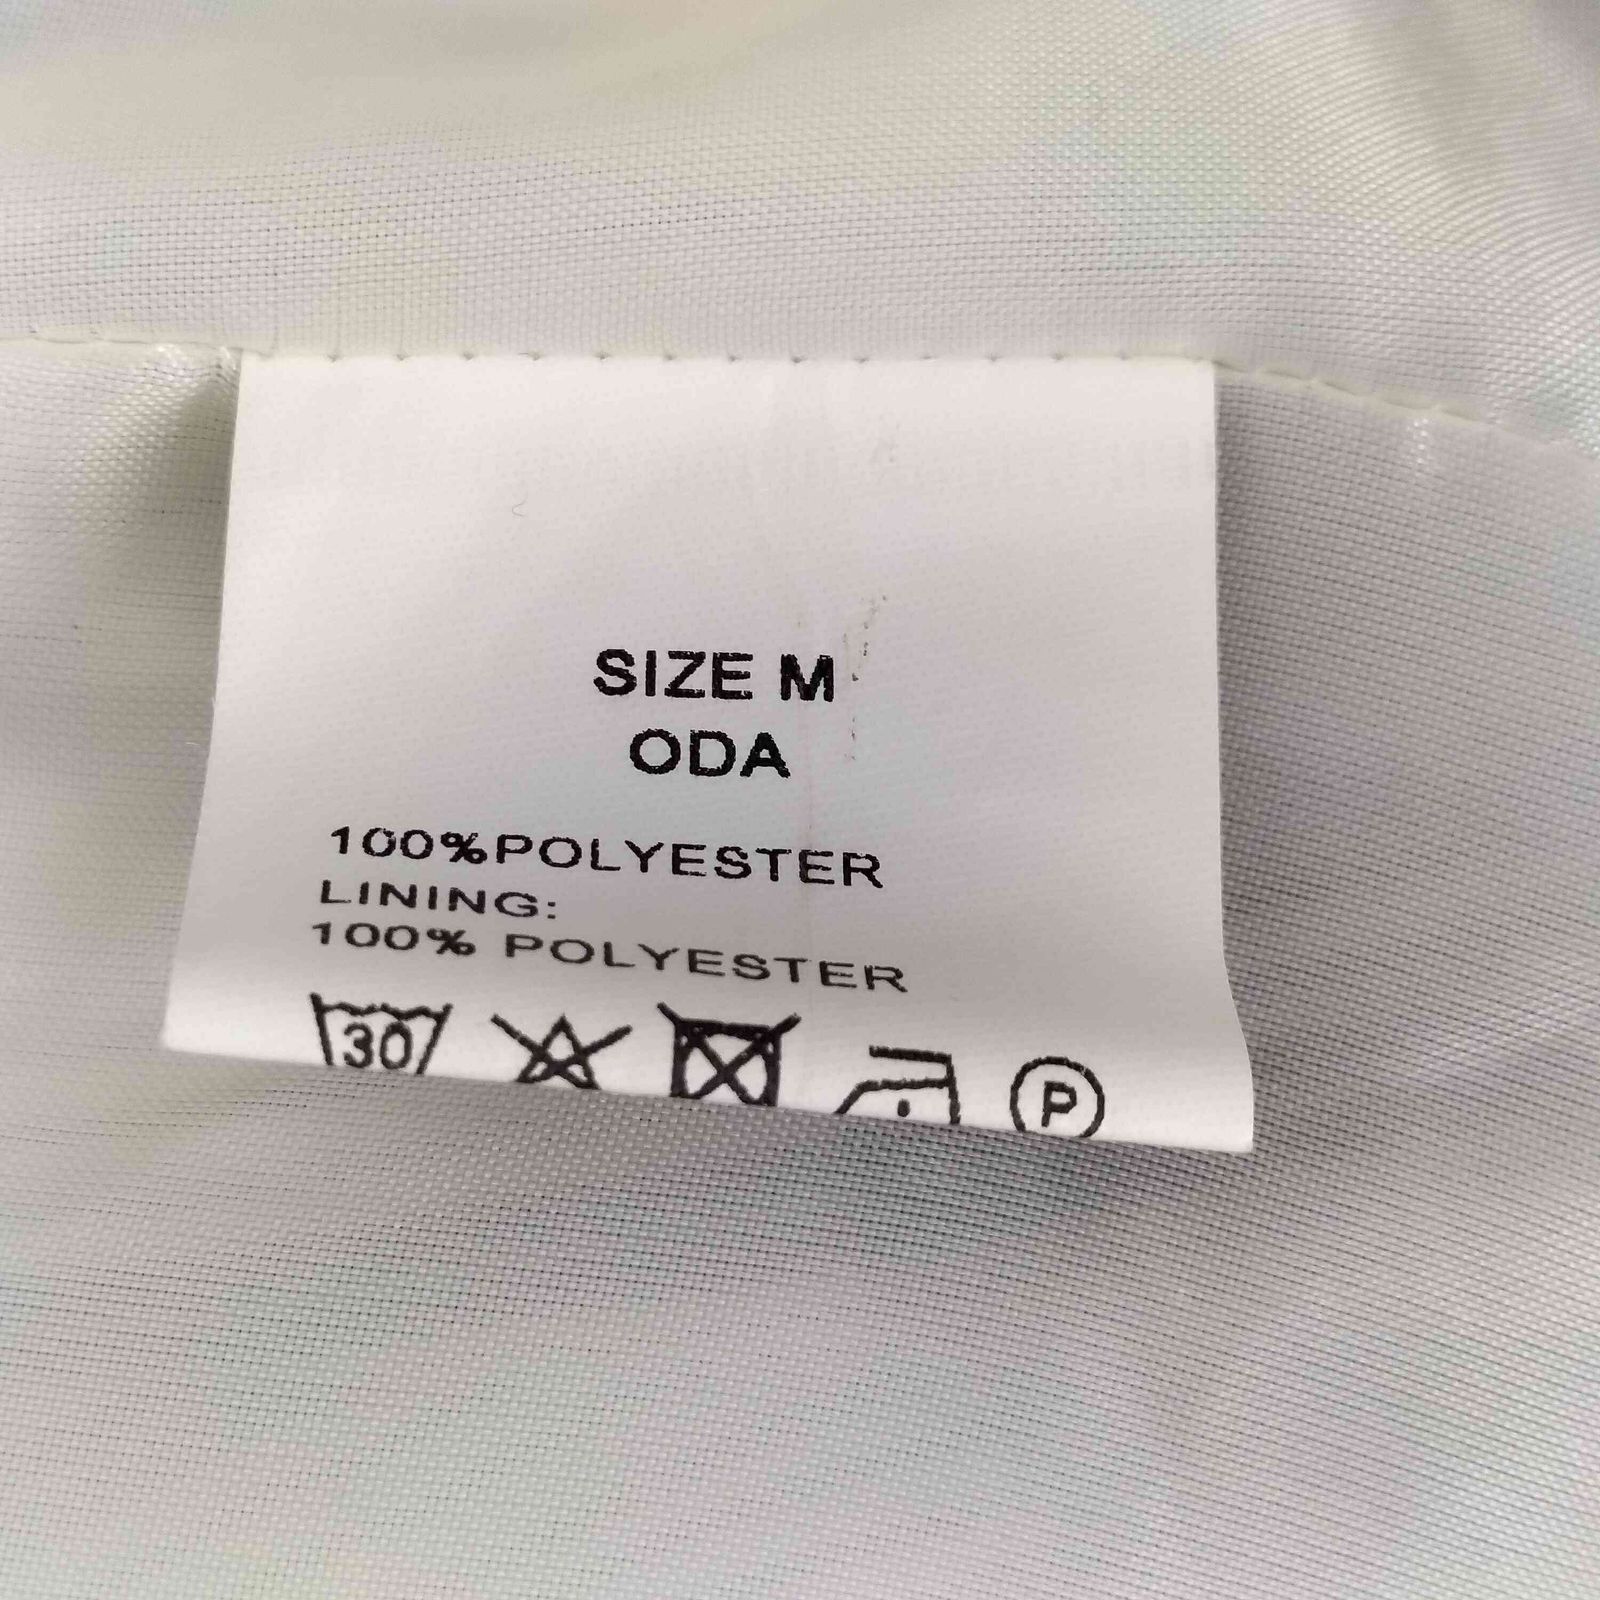 SIZE M
ODA
100%POLYESTER
LINING:
100% POLYESTER
30 P